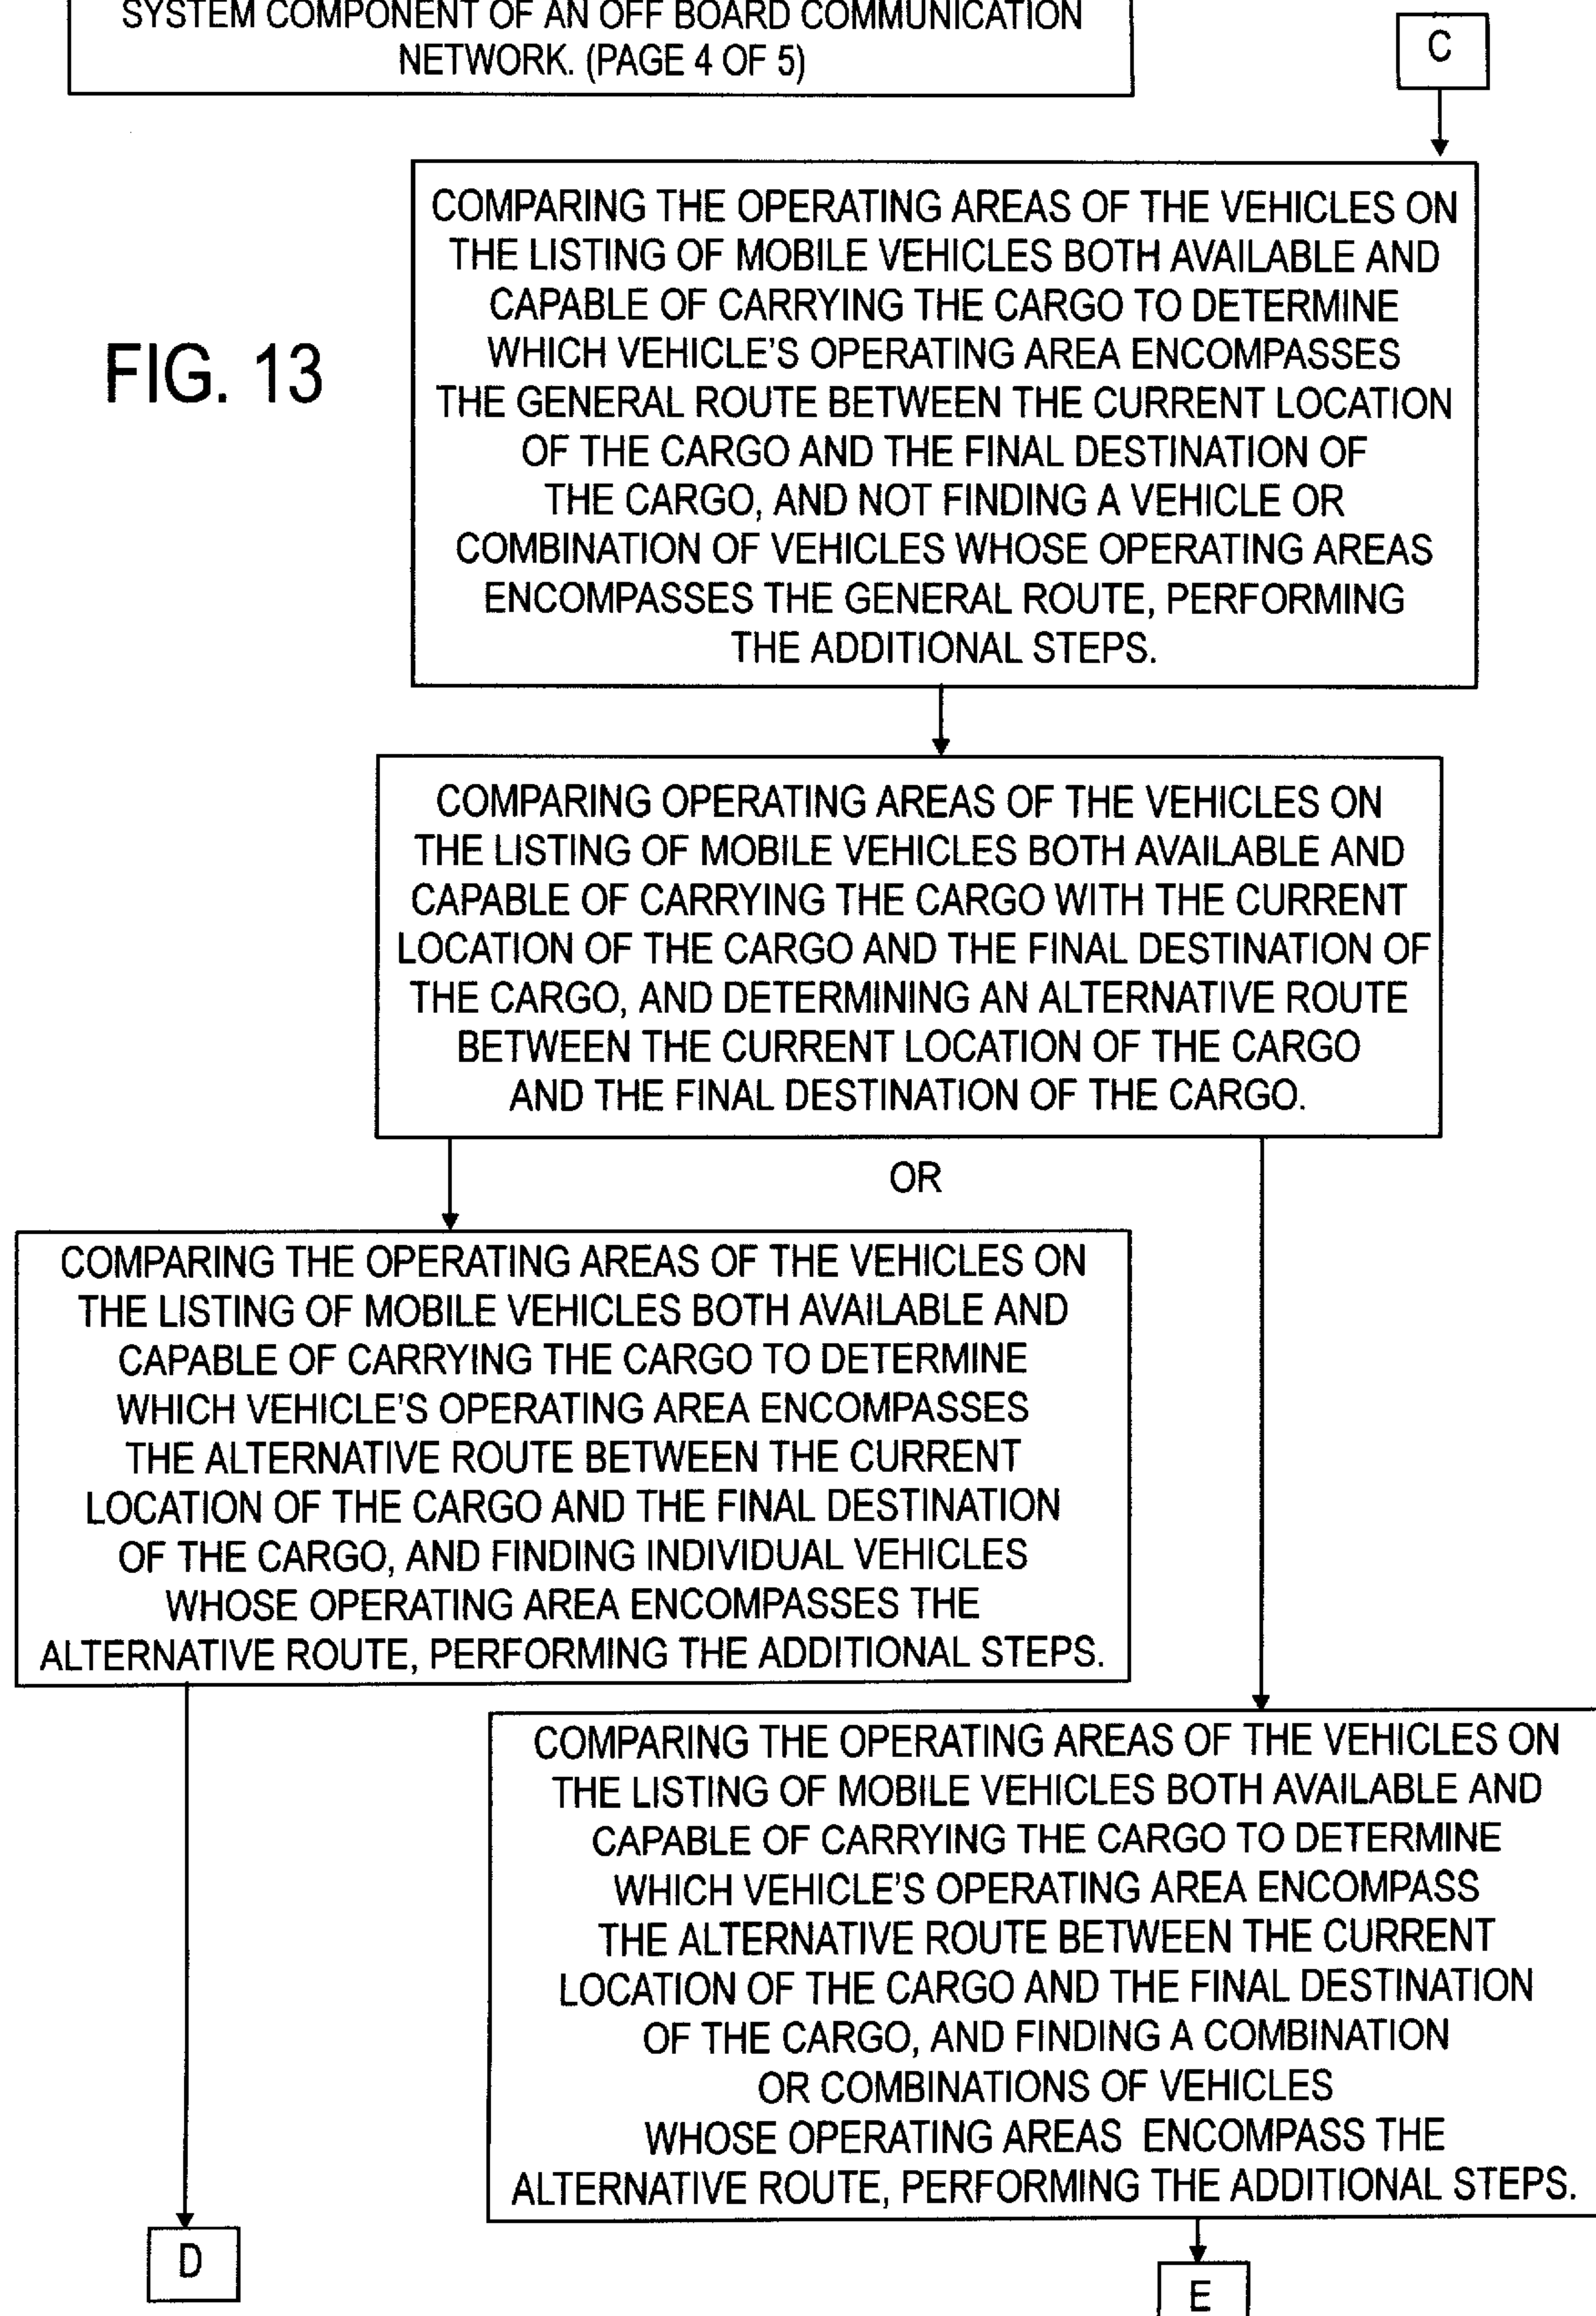 SYSTEM COMPONENT OF AN OFF BOARD COMMUNICATION
NETWORK. (PAGE 4 OF 5)
C
COMPARING THE OPERATING AREAS OF THE VEHICLES ON
THE LISTING OF MOBILE VEHICLES BOTH AVAILABLE AND
CAPABLE OF CARRYING THE CARGO TO DETERMINE
WHICH VEHICLE'S OPERATING AREA ENCOMPASSES
THE GENERAL ROUTE BETWEEN THE CURRENT LOCATION
OF THE CARGO AND THE FINAL DESTINATION OF
THE CARGO, AND NOT FINDING A VEHICLE OR
COMBINATION OF VEHICLES WHOSE OPERATING AREAS
ENCOMPASSES THE GENERAL ROUTE, PERFORMING
THE ADDITIONAL STEPS.
FIG. 13
COMPARING OPERATING AREAS OF THE VEHICLES ON
THE LISTING OF MOBILE VEHICLES BOTH AVAILABLE AND
CAPABLE OF CARRYING THE CARGO WITH THE CURRENT
LOCATION OF THE CARGO AND THE FINAL DESTINATION OF
THE CARGO, AND DETERMINING AN ALTERNATIVE ROUTE
BETWEEN THE CURRENT LOCATION OF THE CARGO
AND THE FINAL DESTINATION OF THE CARGO.
OR
COMPARING THE OPERATING AREAS OF THE VEHICLES ON
THE LISTING OF MOBILE VEHICLES BOTH AVAILABLE AND
CAPABLE OF CARRYING THE CARGO TO DETERMINE
WHICH VEHICLE'S OPERATING AREA ENCOMPASSES
THE ALTERNATIVE ROUTE BETWEEN THE CURRENT
LOCATION OF THE CARGO AND THE FINAL DESTINATION
OF THE CARGO, AND FINDING INDIVIDUAL VEHICLES
WHOSE OPERATING AREA ENCOMPASSES THE
ALTERNATIVE ROUTE, PERFORMING THE ADDITIONAL STEPS.
COMPARING THE OPERATING AREAS OF THE VEHICLES ON
THE LISTING OF MOBILE VEHICLES BOTH AVAILABLE AND
CAPABLE OF CARRYING THE CARGO TO DETERMINE
WHICH VEHICLE'S OPERATING AREA ENCOMPASS
THE ALTERNATIVE ROUTE BETWEEN THE CURRENT
LOCATION OF THE CARGO AND THE FINAL DESTINATION
OF THE CARGO, AND FINDING A COMBINATION
OR COMBINATIONS OF VEHICLES
WHOSE OPERATING AREAS ENCOMPASS THE
ALTERNATIVE ROUTE, PERFORMING THE ADDITIONAL STEPS.
D
E